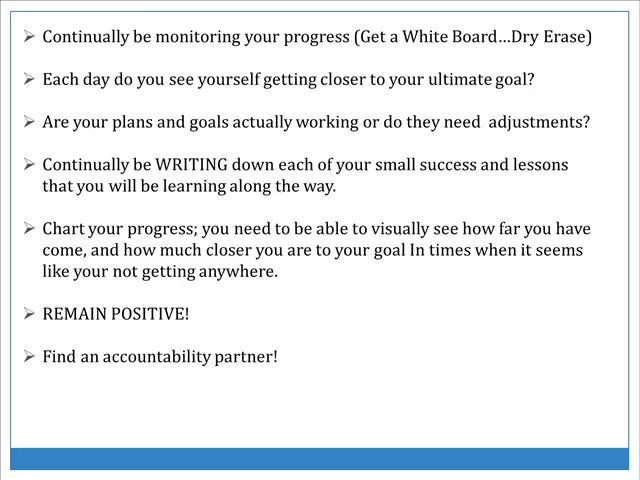 Continually be monitoring your progress (Get a White Board…Dry Erase)
Each day do you see yourself getting closer to your ultimate goal?
Are your plans and goals actually working or do they need  adjustments?
Continually be WRITING down each of your small success and lessons
that you will be learning along the way.
Chart your progress; you need to be able to visually see how far you have
come, and how much closer you are to your goal In times when it seems
like your not getting anywhere.
REMAIN POSITIVE!
Find an accountability partner!